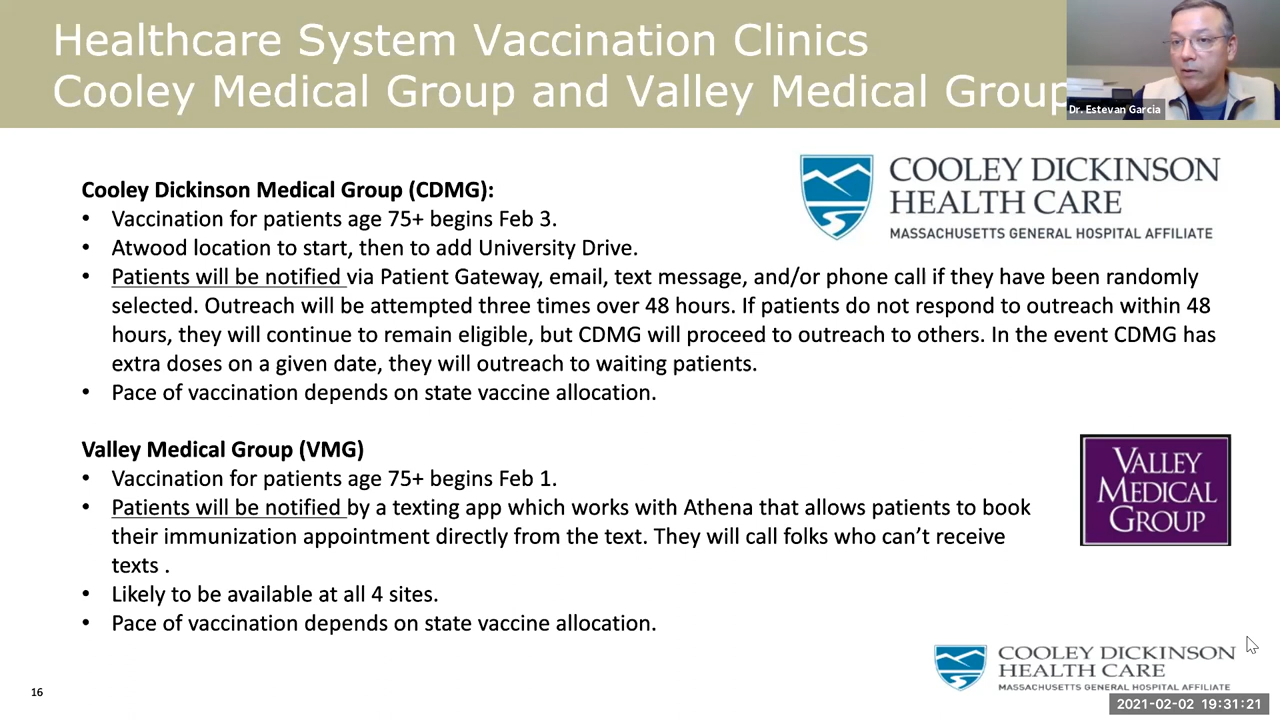 Healthcare System Vaccination Clinics
Cooley Medical Group and Valley Medical Group
Dr. Estevan Garcia
COOLEY DICKINSON
HEALTH CARE
MASSACHUSETTS GENERAL HOSPITAL AFFILIATE
Cooley Dickinson Medical Group (CDMG):
• Vaccination for patients age 75+ begins Feb 3.
• Atwood location to start, then to add University Drive.
• Patients will be notified via Patient Gateway, email, text message, and/or phone call if they have been randomly
selected. Outreach will be attempted three times over 48 hours. If patients do not respond to outreach within 48
hours, they will continue to remain eligible, but CDMG will proceed to outreach to others. In the event CDMG has
extra doses on a given date, they will outreach to waiting patients.
• Pace of vaccination depends on state vaccine allocation.
Valley Medical Group (VMG)
• Vaccination for patients age 75+ begins Feb 1.
• Patients will be notified by a texting app which works with Athena that allows patients to book
their immunization appointment directly from the text. They will call folks who can’t receive
texts .
• Likely to be available at all 4 sites.
• Pace of vaccination depends on state vaccine allocation.
VALLEY
MEDICAL
GROUP
COOLEY DICKINSON
HEALTH CARE
MASSACHUSETTS GENERAL HOSPITAL AFFILIATE
16
2021-02-02 19:31:21